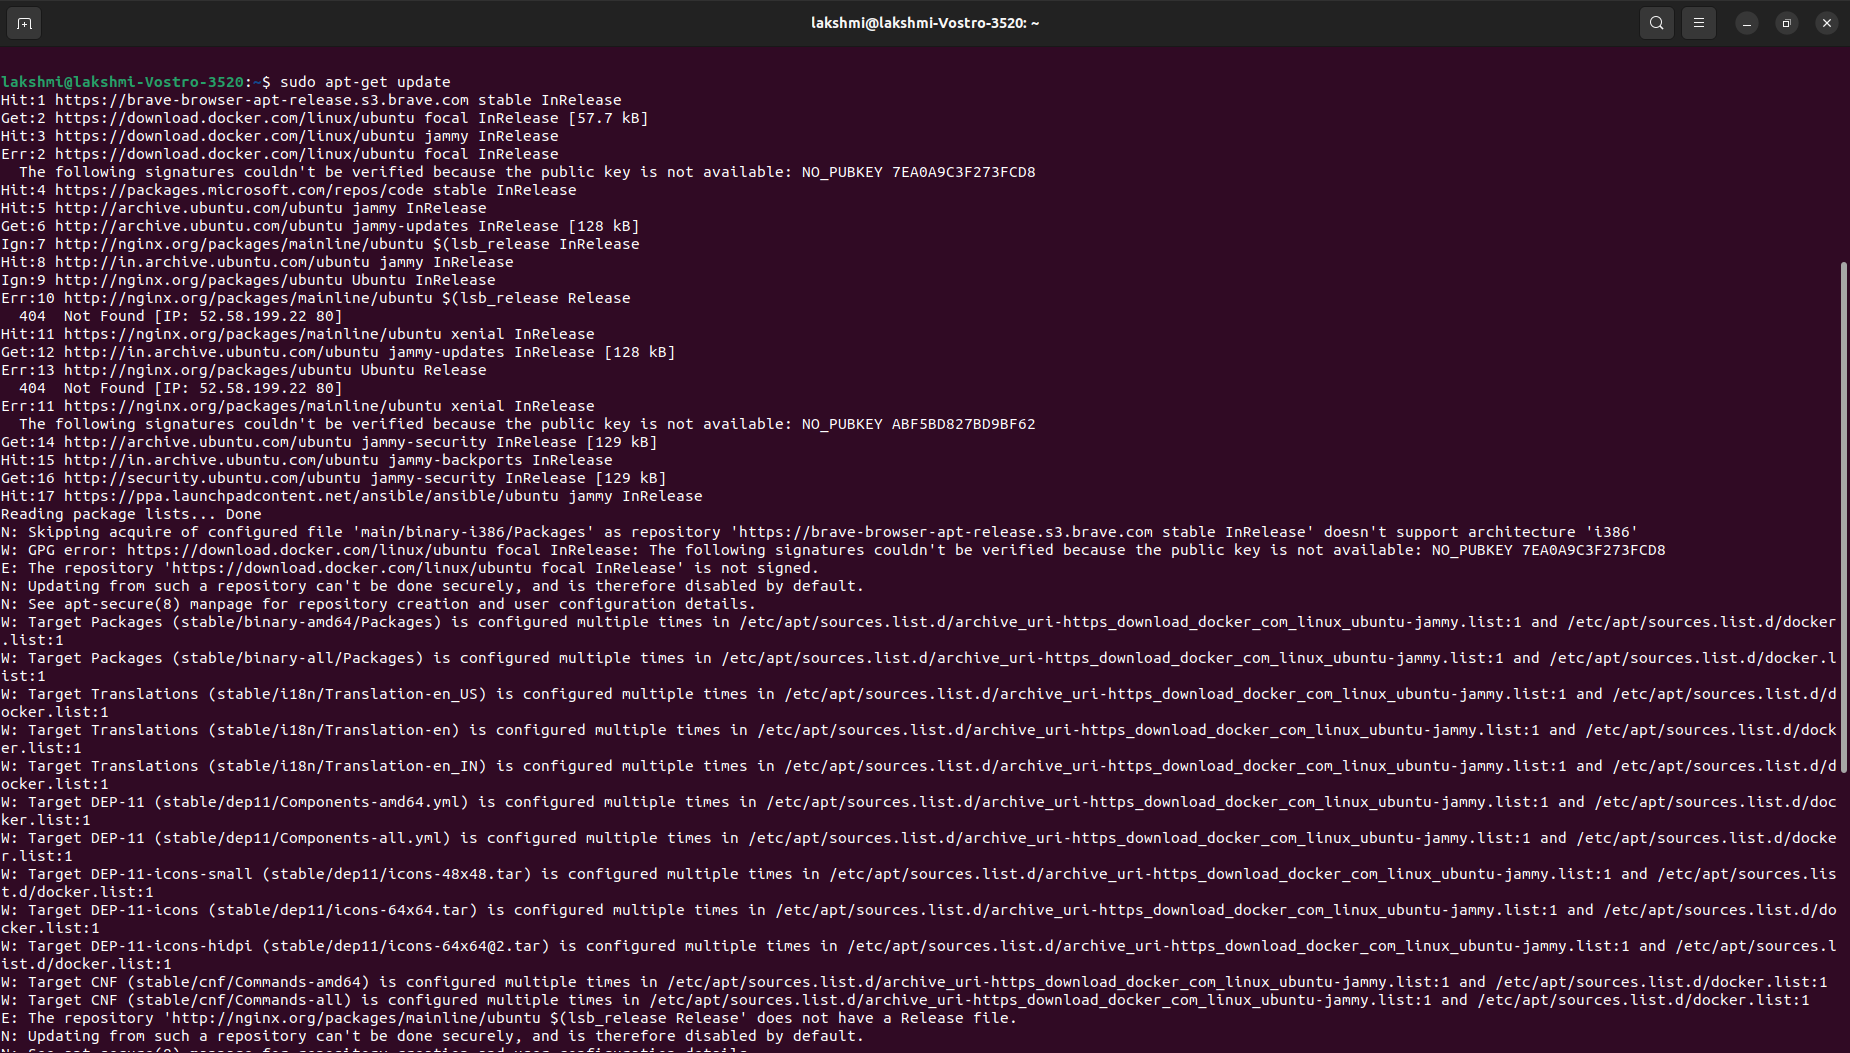 lakshmi@lakshmi-Vostro-3520: ~
lakshmi@lakshmi-Vostro-3520:~$ sudo apt-get update
Hit:1 https://brave-browser-apt-release.s3.brave.com stable InRelease
Get:2 https://download.docker.com/linux/ubuntu focal InRelease [57.7 kB]
Hit:3 https://download.docker.com/linux/ubuntu jammy InRelease
Err:2 https://download.docker.com/linux/ubuntu focal InRelease
  The following signatures couldn't be verified because the public key is not available: NO_PUBKEY 7EA0A9C3F273FCD8
Hit:4 https://packages.microsoft.com/repos/code stable InRelease
Hit:5 http://archive.ubuntu.com/ubuntu jammy InRelease
Get:6 http://archive.ubuntu.com/ubuntu jammy-updates InRelease [128 kB]
Ign:7 http://nginx.org/packages/mainline/ubuntu $(lsb_release InRelease
Hit:8 http://in.archive.ubuntu.com/ubuntu jammy InRelease
Ign:9 http://nginx.org/packages/ubuntu Ubuntu InRelease
Err:10 http://nginx.org/packages/mainline/ubuntu $(lsb_release Release
  404  Not Found [IP: 52.58.199.22 80]
Hit:11 https://nginx.org/packages/mainline/ubuntu xenial InRelease
Get:12 http://in.archive.ubuntu.com/ubuntu jammy-updates InRelease [128 kB]
Err:13 http://nginx.org/packages/ubuntu Ubuntu Release
  404  Not Found [IP: 52.58.199.22 80]
Err:11 https://nginx.org/packages/mainline/ubuntu xenial InRelease
  The following signatures couldn't be verified because the public key is not available: NO_PUBKEY ABF5BD827BD9BF62
Get:14 http://archive.ubuntu.com/ubuntu jammy-security InRelease [129 kB]
Hit:15 http://in.archive.ubuntu.com/ubuntu jammy-backports InRelease
Get:16 http://security.ubuntu.com/ubuntu jammy-security InRelease [129 kB]
Hit:17 https://ppa.launchpadcontent.net/ansible/ansible/ubuntu jammy InRelease
Reading package lists... Done
N: Skipping acquire of configured file 'main/binary-i386/Packages' as repository 'https://brave-browser-apt-release.s3.brave.com stable InRelease' doesn't support architecture 'i386'
W: GPG error: https://download.docker.com/linux/ubuntu focal InRelease: The following signatures couldn't be verified because the public key is not available: NO_PUBKEY 7EA0A9C3F273FCD8
E: The repository 'https://download.docker.com/linux/ubuntu focal InRelease' is not signed.
N: Updating from such a repository can't be done securely, and is therefore disabled by default.
N: See apt-secure(8) manpage for repository creation and user configuration details.
W: Target Packages (stable/binary-amd64/Packages) is configured multiple times in /etc/apt/sources.list.d/archive_uri-https_download_docker_com_linux_ubuntu-jammy.list:1 and /etc/apt/sources.list.d/docker
.list:1
W: Target Packages (stable/binary-all/Packages) is configured multiple times in /etc/apt/sources.list.d/archive_uri-https_download_docker_com_linux_ubuntu-jammy.list:1 and /etc/apt/sources.list.d/docker.l
ist:1
W: Target Translations (stable/i18n/Translation-en_US) is configured multiple times in /etc/apt/sources.list.d/archive_uri-https_download_docker_com_linux_ubuntu-jammy.list:1 and /etc/apt/sources.list.d/d
ocker.list:1
W: Target Translations (stable/i18n/Translation-en) is configured multiple times in /etc/apt/sources.list.d/archive_uri-https_download_docker_com_linux_ubuntu-jammy.list:1 and /etc/apt/sources.list.d/dock
er.list:1
W: Target Translations (stable/i18n/Translation-en_IN) is configured multiple times in /etc/apt/sources.list.d/archive_uri-https_download_docker_com_linux_ubuntu-jammy.list:1 and /etc/apt/sources.list.d/d
ocker.list:1
W: Target DEP-11 (stable/dep11/Components-amd64.yml) is configured multiple times in /etc/apt/sources.list.d/archive_uri-https_download_docker_com_linux_ubuntu-jammy.list:1 and /etc/apt/sources.list.d/doc
ker.list:1
W: Target DEP-11 (stable/dep11/Components-all.yml) is configured multiple times in /etc/apt/sources.list.d/archive_uri-https_download_docker_com_linux_ubuntu-jammy.list:1 and /etc/apt/sources.list.d/docke
r.list:1
W: Target DEP-11-icons-small (stable/dep11/icons-48x48.tar) is configured multiple times in /etc/apt/sources.list.d/archive_uri-https_download_docker_com_linux_ubuntu-jammy.list:1 and /etc/apt/sources.lis
t.d/docker.list:1
W: Target DEP-11-icons (stable/dep11/icons-64x64.tar) is configured multiple times in /etc/apt/sources.list.d/archive_uri-https_download_docker_com_linux_ubuntu-jammy.list:1 and /etc/apt/sources.list.d/do
cker.list:1
W: Target DEP-11-icons-hidpi (stable/dep11/icons-64x64@2.tar) is configured multiple times in /etc/apt/sources.list.d/archive_uri-https_download_docker_com_linux_ubuntu-jammy.list:1 and /etc/apt/sources.l
ist.d/docker.list:1
W: Target CNF (stable/cnf/Commands-amd64) is configured multiple times in /etc/apt/sources.list.d/archive_uri-https_download_docker_com_linux_ubuntu-jammy.list:1 and /etc/apt/sources.list.d/docker.list:1
W: Target CNF (stable/cnf/Commands-all) is configured multiple times in /etc/apt/sources.list.d/archive_uri-https_download_docker_com_linux_ubuntu-jammy.list:1 and /etc/apt/sources.list.d/docker.list:1
E: The repository 'http://nginx.org/packages/mainline/ubuntu $(lsb_release Release' does not have a Release file.
N: Updating from such a repository can't be done securely, and is therefore disabled by default.